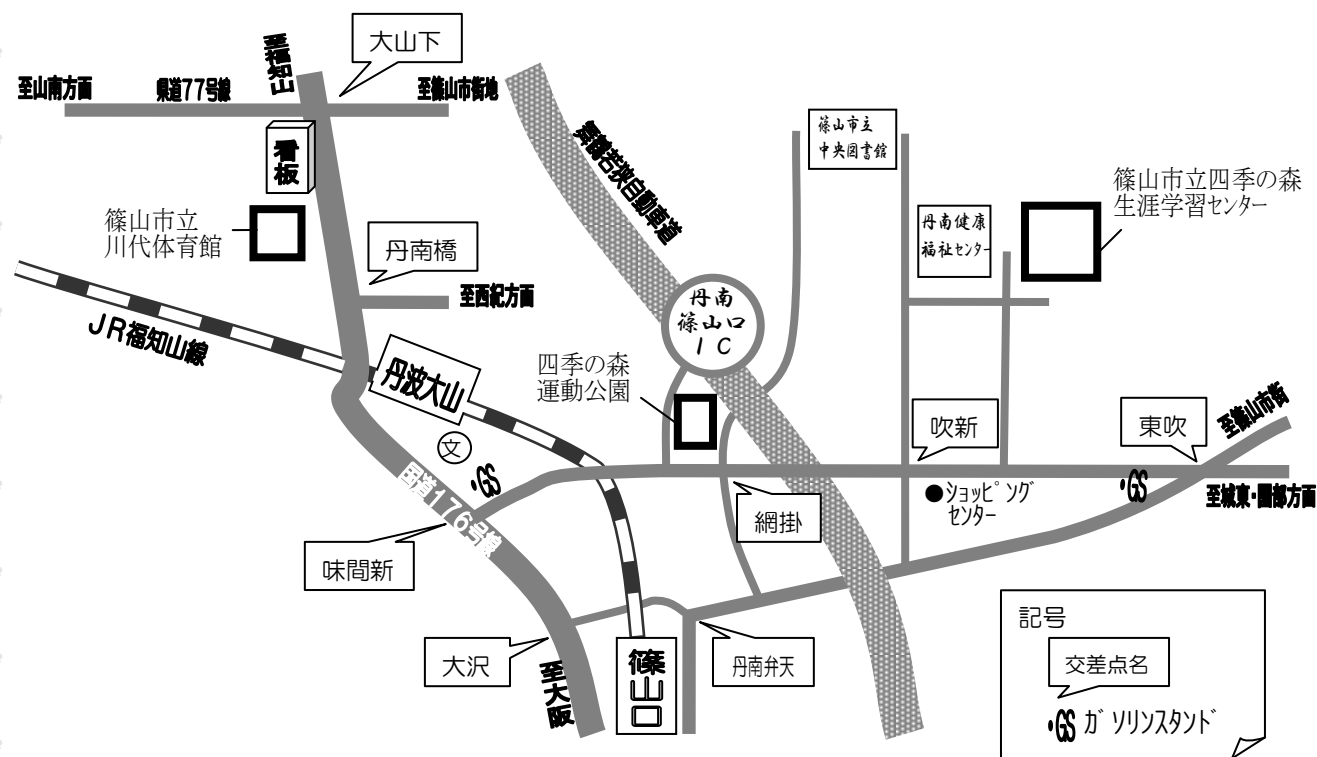 至福知山
大山下
至山南方面
県道77号線
至篠山市街地
看板
舞鶴若狭自動車道
篠山市立
中央図書館
篠山市立四季の森
生涯学習センター
篠山市立
川代体育館
丹南橋
丹南健康
福祉センター
至西紀方面
JR福知山線
丹南
篠山口
IC
丹波大山
四季の森
運動公園
文
・GS
国道176号線
吹新
東吹
至篠山市街
・GS
●ショッピング
センター
至城東・園部方面
網掛
味間新
大沢
至大阪
篠山口
丹南弁天
記号
交差点名
・GS ガソリンスタンド